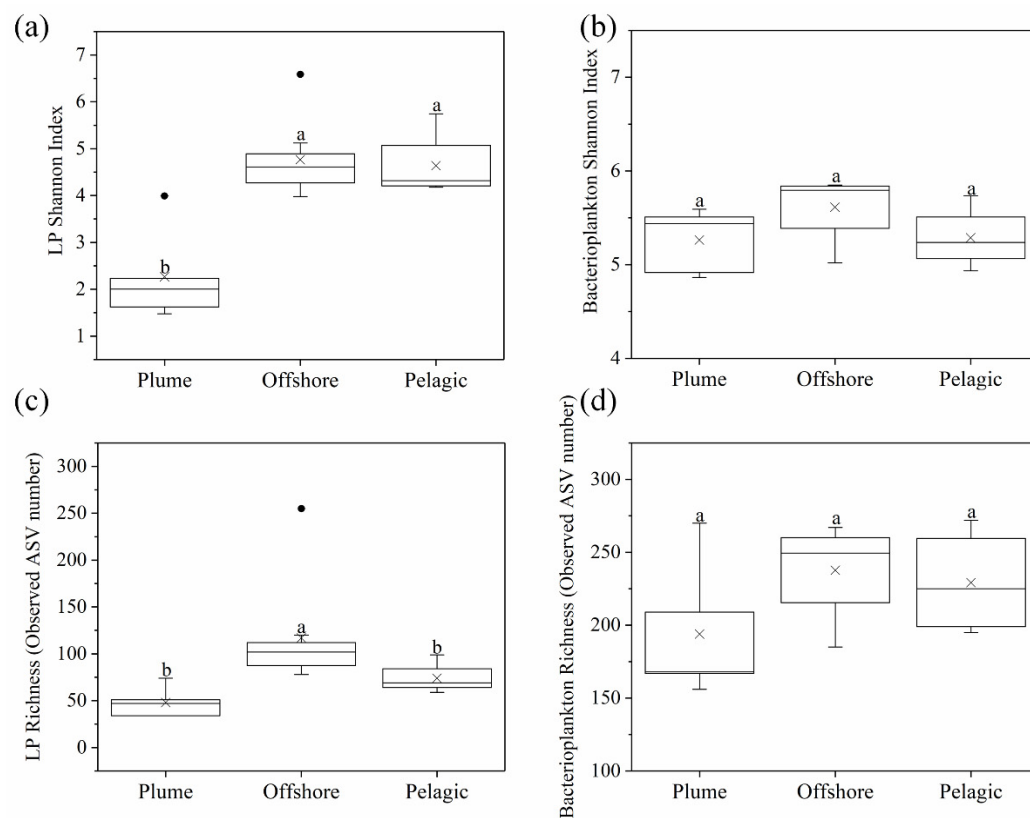 (a)
LP Shannon Index
7
6
5
4
3
2
1
a
a
b
Plume Offshore Pelagic
(b)
Bacterioplankton Shannon Index
7
6
5
4
a
a
a
Plume Offshore Pelagic
(c)
LP Richness (Observed ASV number)
300
250
200
150
100
50
0
b
a
b
Plume Offshore Pelagic
(d)
Bacterioplankton Richness (Observed ASV number)
300
250
200
150
100
a
a
a
Plume Offshore Pelagic